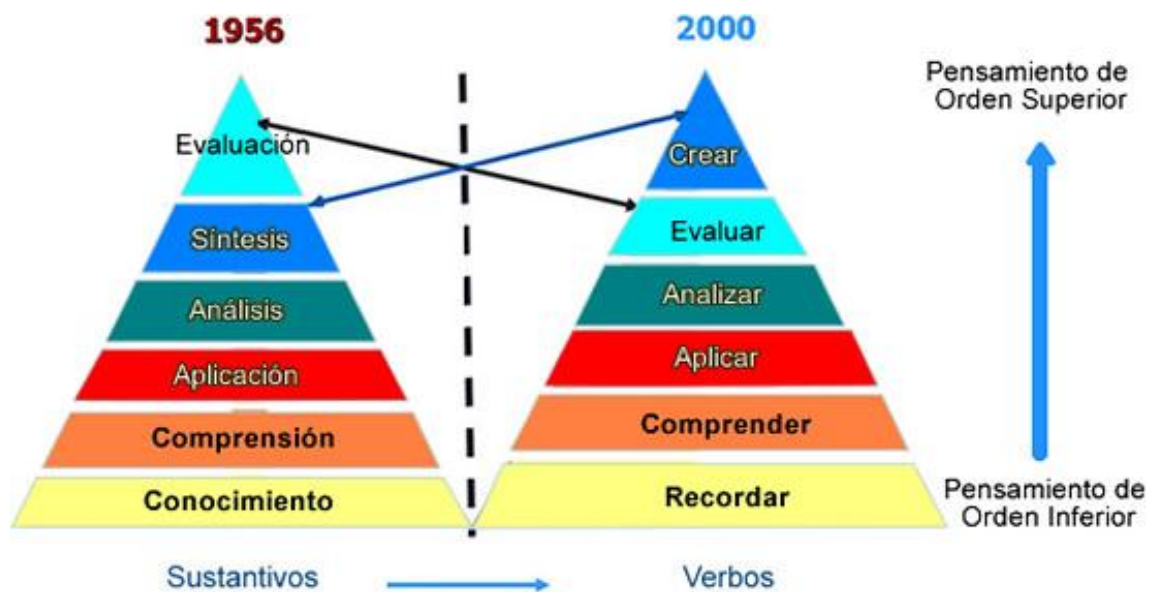 1956
2000
Pensamiento de
Orden Superior
Evaluación
Crear
Síntesis
Evaluar
Análisis
Analizar
Aplicación
Aplicar
Comprensión
Comprender
Conocimiento
Recordar
Pensamiento de
Orden Inferior
Sustantivos
Verbos